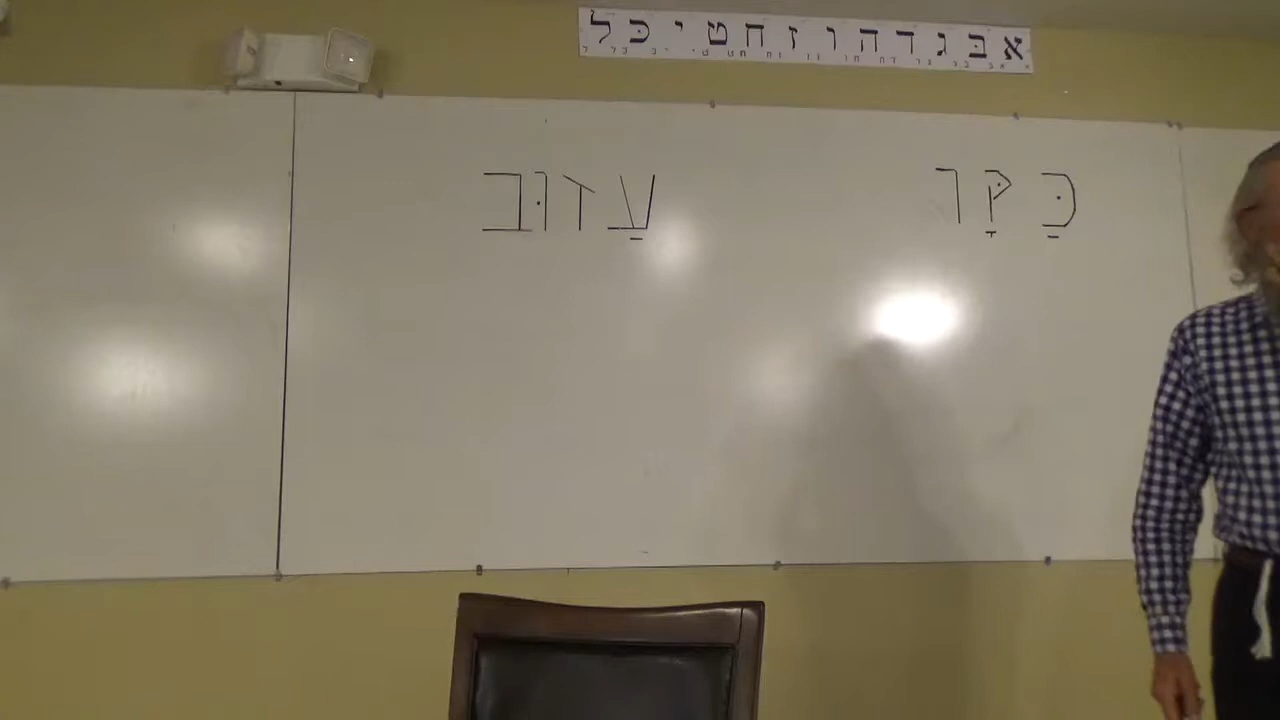 א בּ ג ד ה ו ז ח ט י כּ ל
כַּקָּר עַזוּב